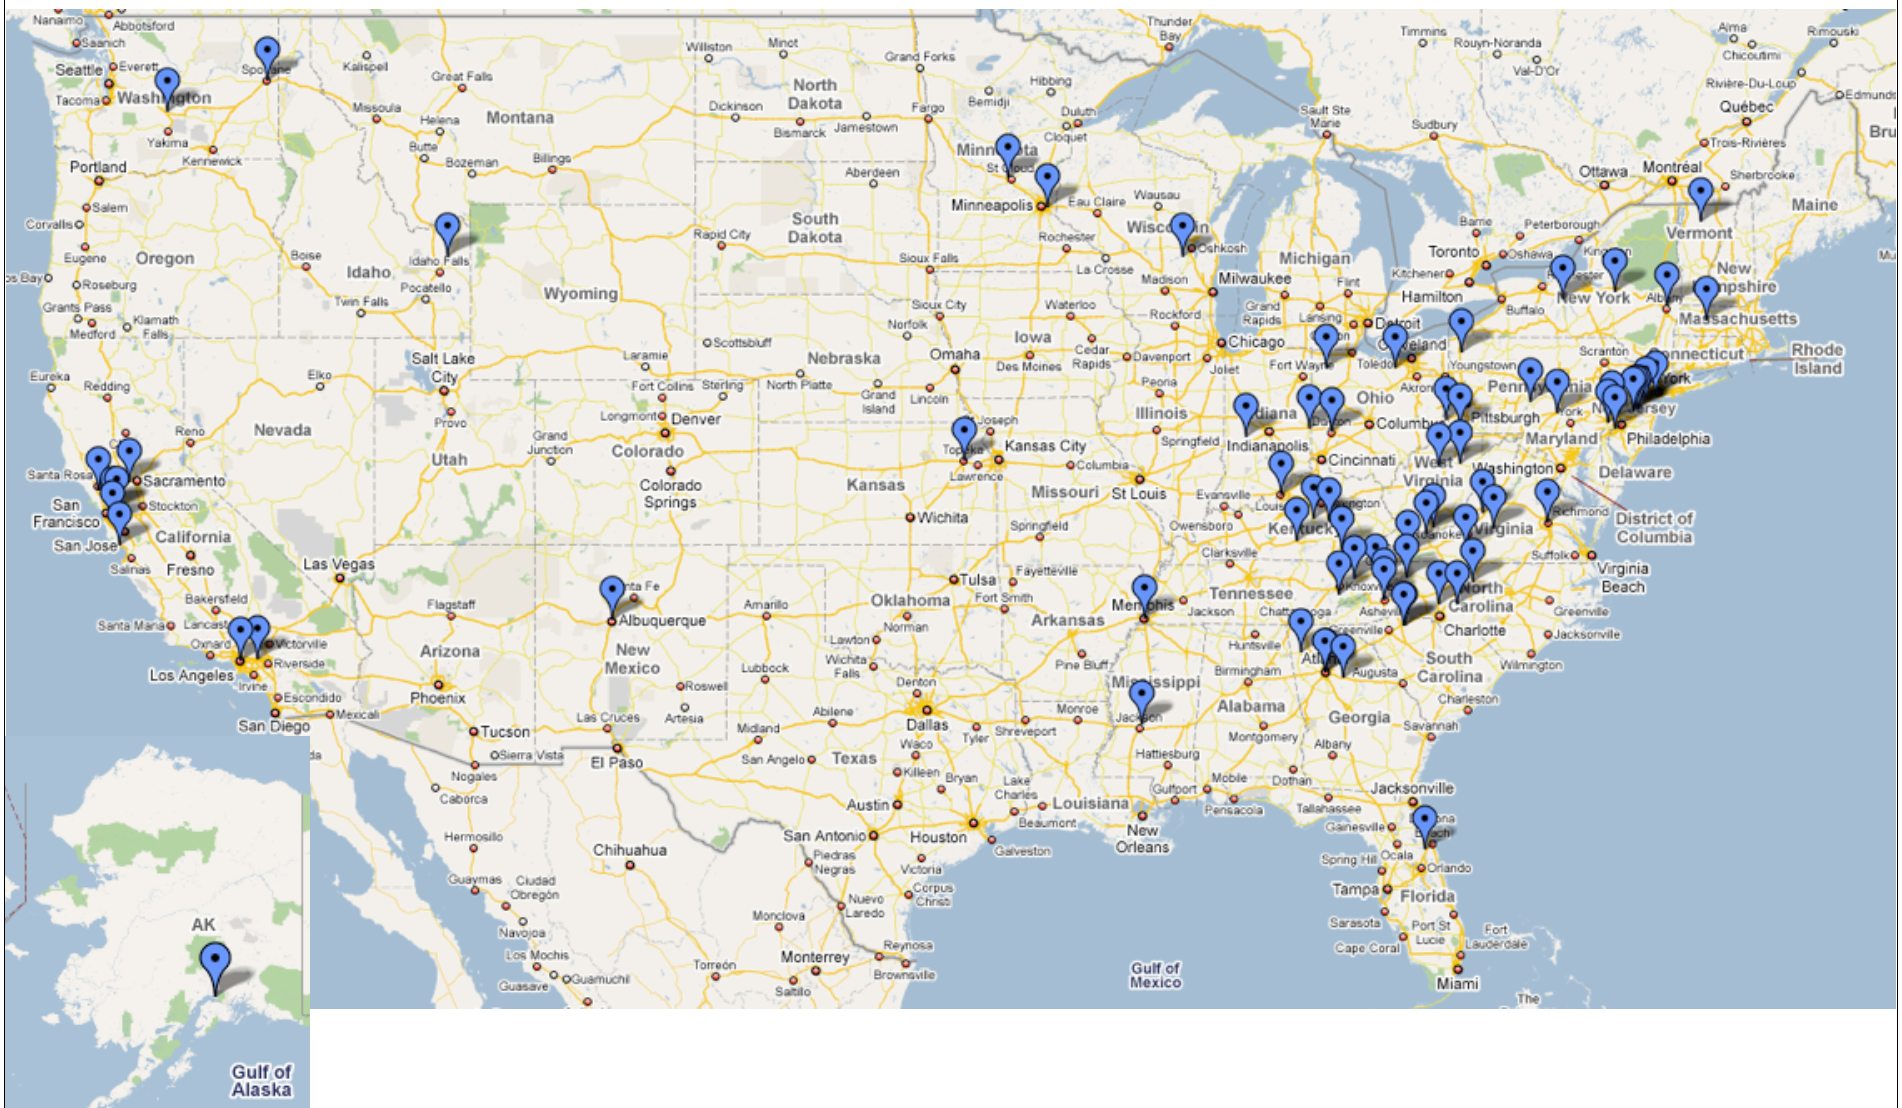 Nanaimo
Abbotsford
Saanich
Seattle
Everett
Tacoma
Washington
Spokane
Yakima
Kennewick
Kalispell
Great Falls
Missoula
Helena
Montana
Butte
Bozeman
Billings
Williston
Minot
Grand Forks
North
Dakota
Dickinson
Bismarck
Jamestown
Fargo
Bemidji
Hibbing
Duluth
Cloquet
Thunder
Bay
Timmins
Rouyn-Noranda
Val-D'Or
Alma
Chicoutimi
Rimouski
Rivière-Du-Loup
Edmunds
Québec
Bru
Trois-Rivières
Sault Ste
Marie
Sudbury
Ottawa
Montréal
Sherbrooke
Maine
Vermont
Portland
Salem
Corvallis
Eugene
Oregon
os Bay
Roseburg
Grants Pass
Medford
Klamath
Falls
Boise
Idaho
Idaho Falls
Pocatello
Twin Falls
Wyoming
Aberdeen
South
Dakota
Rapid City
Sioux Falls
St Cloud
Minneapolis
Eau Claire
Wausau
Rochester
La Crosse
Oshkosh
Madison
Milwaukee
Michigan
Grand
Rapids
Flint
Lansing
Detroit
Barrie
Peterborough
Toronto
Oshawa
Kitchener
Hamilton
Buffalo
New York
New
Massachusetts
Rhode
Island
Scranton
Eureka
Redding
Elko
Salt Lake
City
Provo
Laramie
Scottsbluff
Fort Collins
Sterling
North Platte
Longmont
Denver
Nebraska
Norfolk
Sioux City
Grand
Island
Lincoln
Omaha
Iowa
Waterloo
Des Moines
Cedar
Rapids
Davenport
Rockford
Chicago
Joliet
Peoria
Illinois
Springfield
Fort Wayne
Toledo
Cleveland
Youngstown
Akron
Ohio
Pittsburgh
York
Philadelphia
Maryland
Delaware
Washington
District of
Columbia
Nevada
Reno
Santa Rosa
Sacramento
San
Francisco
Stockton
San Jose
California
Salinas
Fresno
Las Vegas
Utah
Grand
Junction
Colorado
Colorado
Springs
Kansas
Topeka
Lawrence
Kansas City
Columbia
Missouri
St Louis
Wichita
Springfield
Indianapolis
Cincinnati
Evansville
Owensboro
Kentucky
West
Virginia
Virginia
Richmond
Suffolk
Virginia
Beach
Bakersfield
Santa Maria
Lancaster
Oxnard
Victorville
Los Angeles
Riverside
Irvine
Escondido
San Diego
Mexicali
Flagstaff
Arizona
Phoenix
Tucson
Sierra Vista
Nogales
Albuquerque
New
Mexico
Roswell
Artesia
Las Cruces
El Paso
Amarillo
Lubbock
Midland
San Angelo
Abilene
Texas
Tulsa
Oklahoma
Norman
Lawton
Wichita
Falls
Denton
Dallas
Waco
Tyler
Killeen
Bryan
Austin
San Antonio
Houston
Galveston
Victoria
Corpus
Christi
Fayetteville
Fort Smith
Arkansas
Pine Bluff
Monroe
Shreveport
Lake
Charles
Beaumont
Louisiana
New
Orleans
Memphis
Jackson
Mississippi
Jackson
Hattiesburg
Gulfport
Mobile
Pensacola
Clarksville
Tennessee
Huntsville
Birmingham
Alabama
Montgomery
Dothan
Knoxville
Asheville
Greenville
North
Carolina
Charlotte
Greenville
Jacksonville
Wilmington
South
Carolina
Charleston
Augusta
Georgia
Savannah
Albany
Tallahassee
Jacksonville
Gainesville
Ocala
Spring Hill
Orlando
Tampa
Florida
Sarasota
Port St
Lucie
Cape Coral
Fort
Lauderdale
Miami
The
Caborca
Hermosillo
Guaymas
Ciudad
Obregón
Navojoa
Los Mochis
Guasave
Guamuchil
Chihuahua
Piedras
Negras
Nuevo
Laredo
Monclova
Monterrey
Torreón
Saltillo
Reynosa
Brownsville
Gulf of
Mexico
AK
Gulf of
Alaska